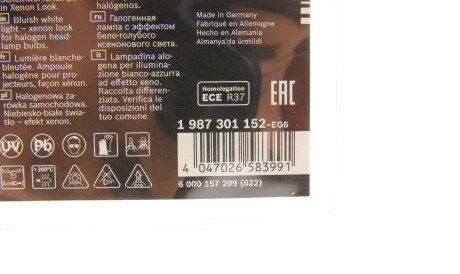 in Xenon Look.
en Bluish white
light – xenon look
for halogen head-
lamp bulbs.
fr Lumière blanche-
bleutée. Ampoule
halogène pour pro-
jecteurs, façon xénon.
pl Halogenowa ża-
rówka samochodowa.
Niebiesko-białe świa-
tło – efekt xenon.
halógenos.
ru Галогенная
лампа с эффектом
бело-голубого
ксенонового света.
it Lampadina alo-
gena per illumina-
zione bianco-azzurra
ad effetto xeno.
Raccolta differen-
ziata. Verifica le
disposizioni del
tuo comune.
Made in Germany
Fabriqué en Allemagne
Hecho en Alemania
Almanya'da üretildi
Homologation
ECE R37
EAC
1 987 301 152-EG6
4 047026 583991
6 000 157 209 (822)
UV
Pb
>200°C